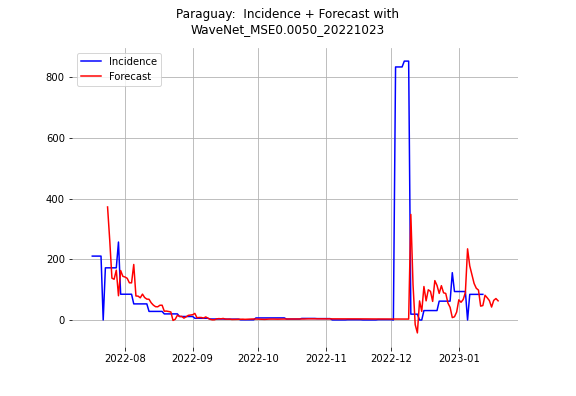 Paraguay:  Incidence + Forecast with
WaveNet_MSE0.0050_20221023
Incidence
Forecast
800
600
400
200
0
2022-08
2022-09
2022-10
2022-11
2022-12
2023-01